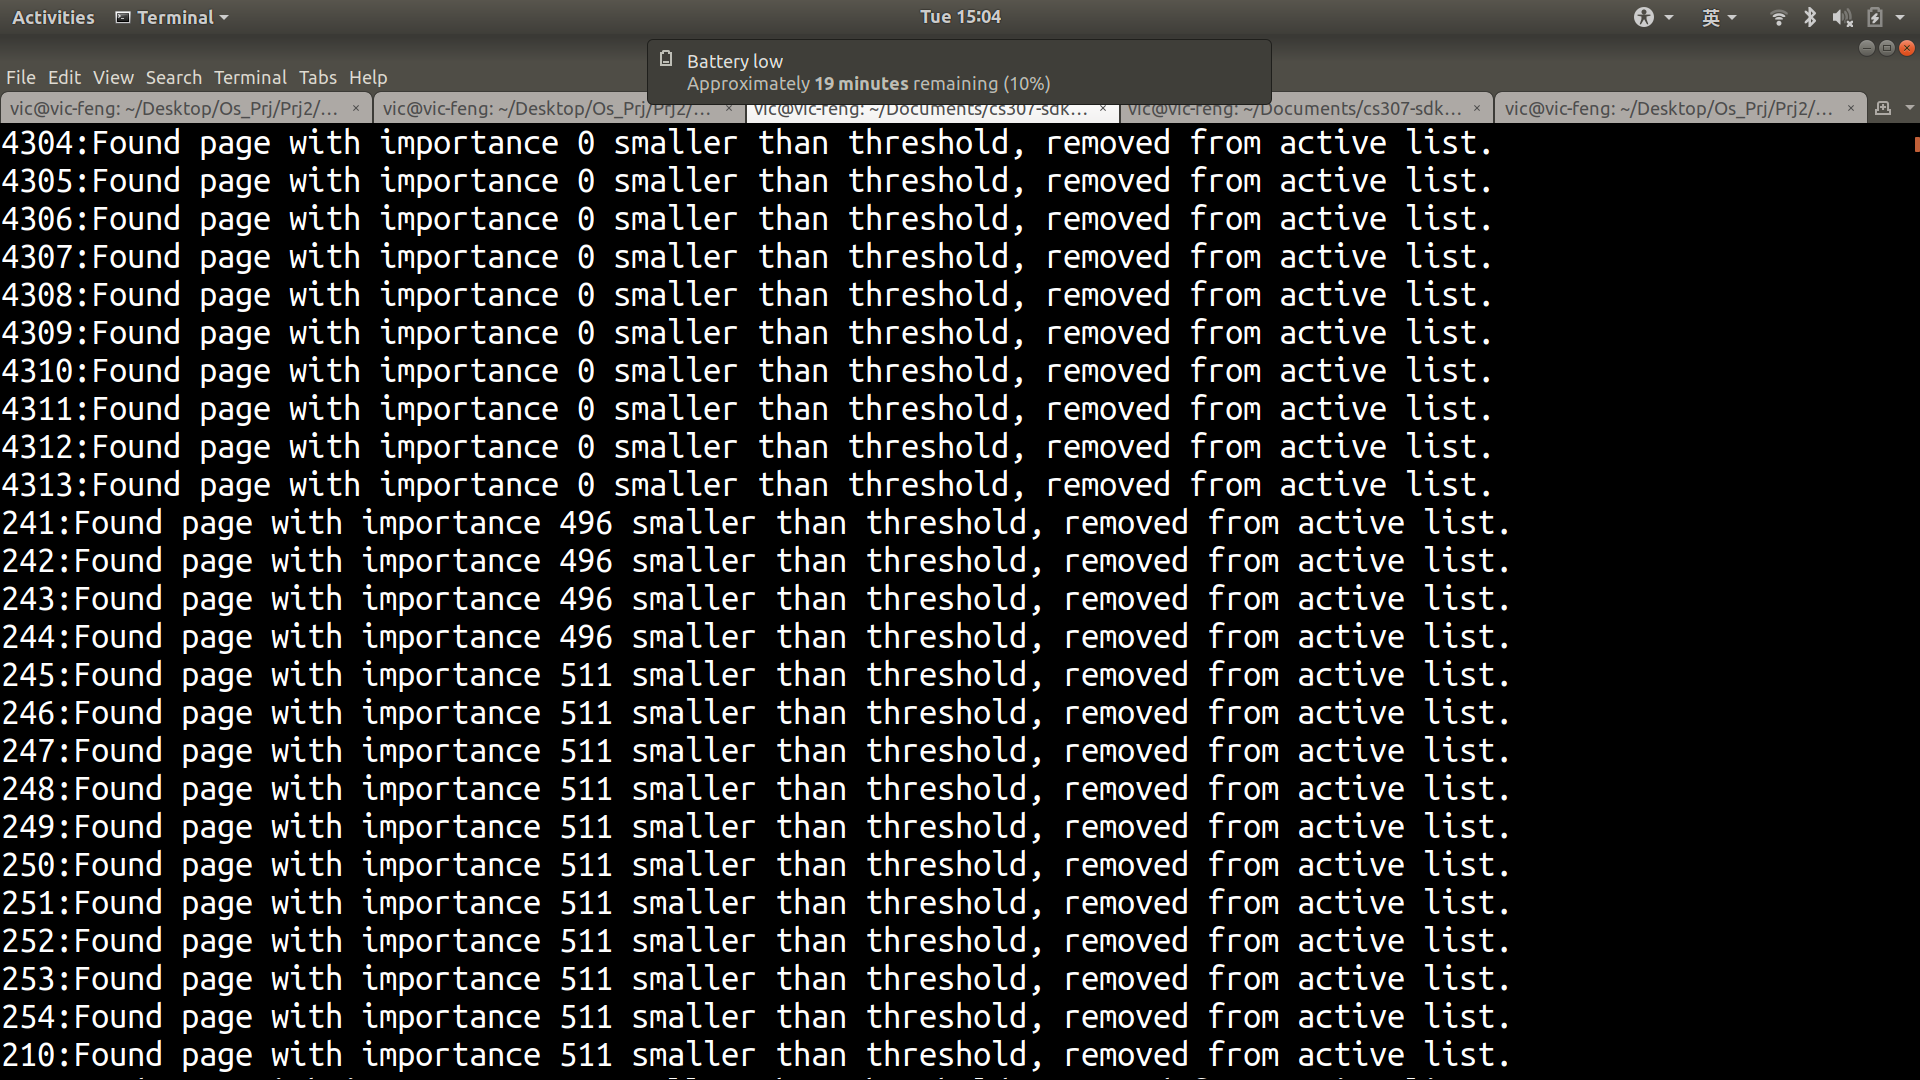 Activities Terminal Tue 15:04 英
Battery low
Approximately 19 minutes remaining (10%)
File Edit View Search Terminal Tabs Help
vic@vic-feng: ~/Desktop/Os_Prj/Prj2/... × vic@vic-feng: ~/Desktop/Os_Prj/Prj2/... × vic@vic-feng: ~/Documents/cs307-sdk... × vic@vic-feng: ~/Documents/cs307-sdk... × vic@vic-feng: ~/Desktop/Os_Prj/Prj2/... ×
4304:Found page with importance 0 smaller than threshold, removed from active list.
4305:Found page with importance 0 smaller than threshold, removed from active list.
4306:Found page with importance 0 smaller than threshold, removed from active list.
4307:Found page with importance 0 smaller than threshold, removed from active list.
4308:Found page with importance 0 smaller than threshold, removed from active list.
4309:Found page with importance 0 smaller than threshold, removed from active list.
4310:Found page with importance 0 smaller than threshold, removed from active list.
4311:Found page with importance 0 smaller than threshold, removed from active list.
4312:Found page with importance 0 smaller than threshold, removed from active list.
4313:Found page with importance 0 smaller than threshold, removed from active list.
241:Found page with importance 496 smaller than threshold, removed from active list.
242:Found page with importance 496 smaller than threshold, removed from active list.
243:Found page with importance 496 smaller than threshold, removed from active list.
244:Found page with importance 496 smaller than threshold, removed from active list.
245:Found page with importance 511 smaller than threshold, removed from active list.
246:Found page with importance 511 smaller than threshold, removed from active list.
247:Found page with importance 511 smaller than threshold, removed from active list.
248:Found page with importance 511 smaller than threshold, removed from active list.
249:Found page with importance 511 smaller than threshold, removed from active list.
250:Found page with importance 511 smaller than threshold, removed from active list.
251:Found page with importance 511 smaller than threshold, removed from active list.
252:Found page with importance 511 smaller than threshold, removed from active list.
253:Found page with importance 511 smaller than threshold, removed from active list.
254:Found page with importance 511 smaller than threshold, removed from active list.
210:Found page with importance 511 smaller than threshold, removed from active list.